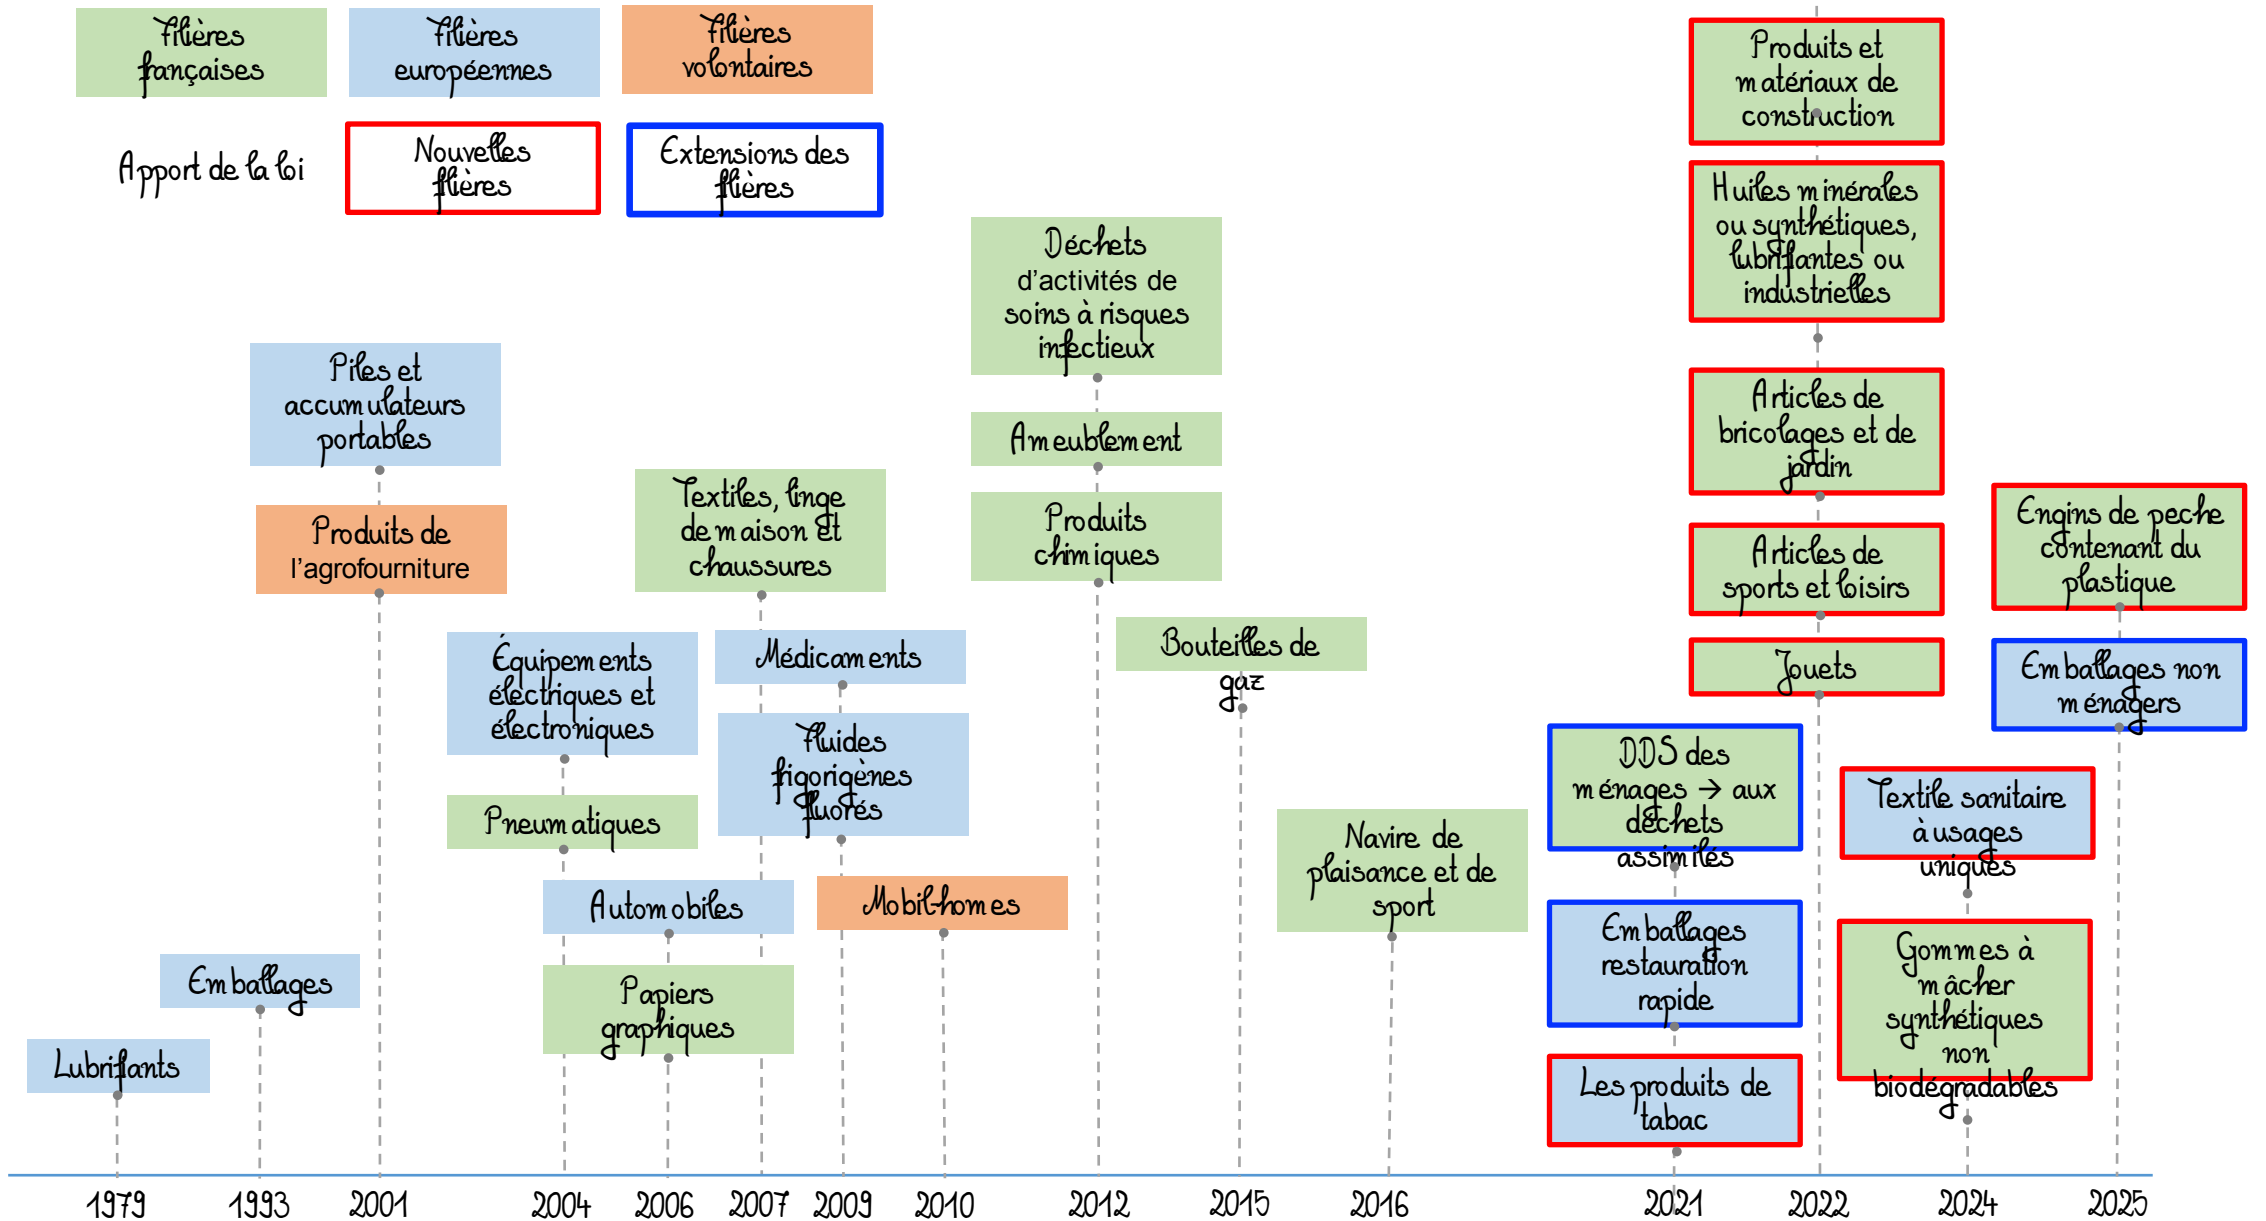 Filières
françaises
Filières
européennes
Filières
volontaires
Apport de la loi
Nouvelles
filières
Extensions des
filières
Lubrifiants
Emballages
Piles et
accumulateurs
portables
Produits de
l'agrofourniture
Équipements
électriques et
électroniques
Pneumatiques
Automobiles
Papiers
graphiques
Textiles, linge
de maison et
chaussures
Médicaments
Fluides
frigorigènes
fluorés
Mobil-homes
Déchets
d'activités de
soins à risques
infectieux
Ameublement
Produits
chimiques
Bouteilles de
gaz
Navire de
plaisance et de
sport
DDS des
ménages → aux
déchets
assimilés
Emballages
restauration
rapide
Les produits de
tabac
Produits et
matériaux de
construction
Huiles minérales
ou synthétiques,
lubrifiantes ou
industrielles
Articles de
bricolages et de
jardin
Articles de
sports et loisirs
Jouets
Textile sanitaire
à usages
uniques
Gommes à
mâcher
synthétiques
non
biodégradables
Engins de peche
contenant du
plastique
Emballages non
ménagers
1979
1993
2001
2004
2006
2007
2009
2010
2012
2015
2016
2021
2022
2024
2025